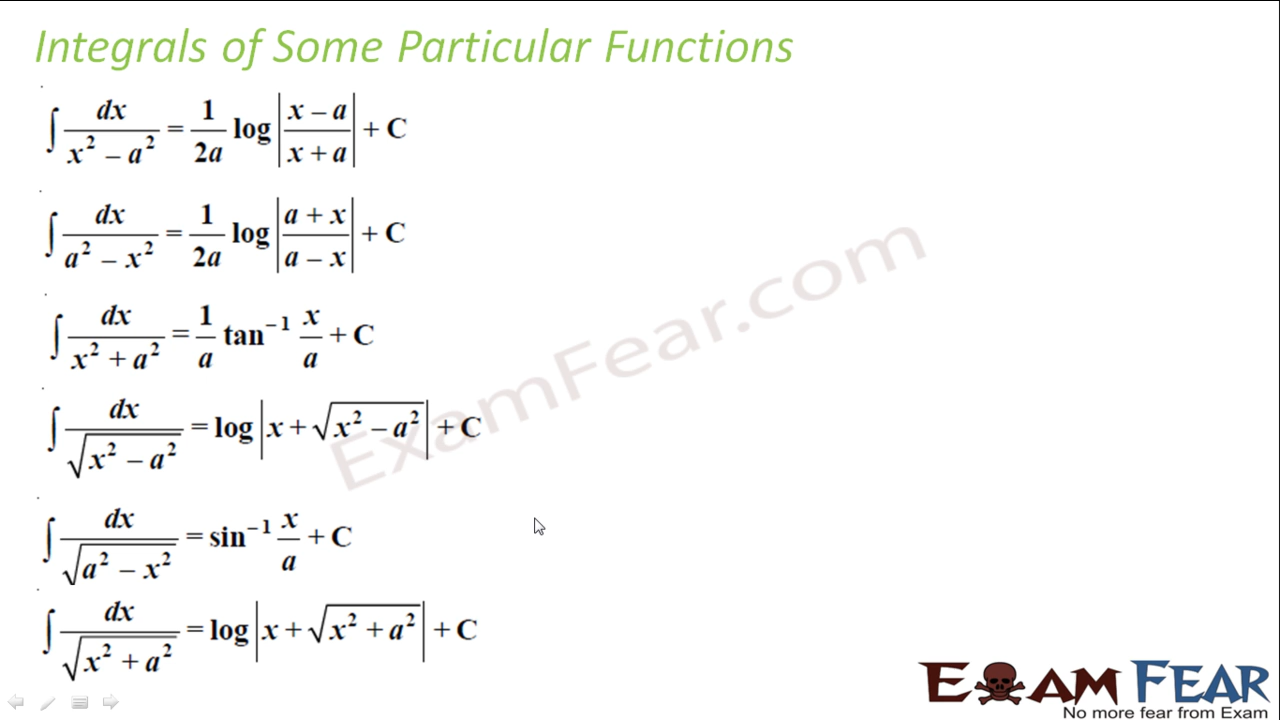 Integrals of Some Particular Functions
∫ dx / (x² – a²) = 1/2a log |(x – a)/(x + a)| + C
∫ dx / (a² – x²) = 1/2a log |(a + x)/(a – x)| + C
∫ dx / (x² + a²) = 1/a tan⁻¹ x/a + C
∫ dx / √(x² – a²) = log |x + √(x² – a²)| + C
∫ dx / √(a² – x²) = sin⁻¹ x/a + C
∫ dx / √(x² + a²) = log |x + √(x² + a²)| + C
ExamFear.com
EXAM FEAR
No more fear from Exam